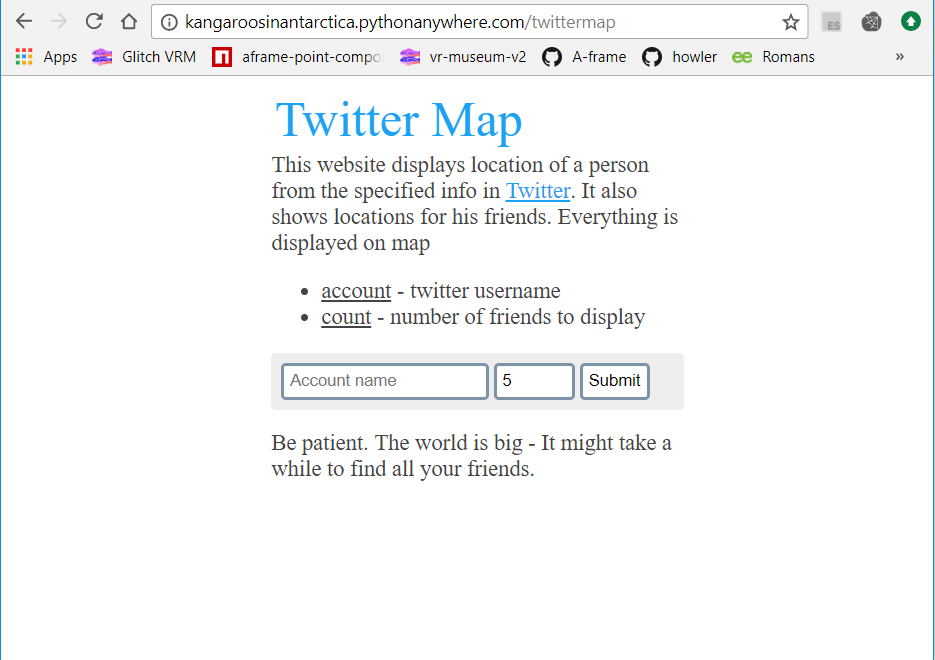 kangaroosinantarctica.pythonanywhere.com/twittermap
ES
Apps Glitch VRM aframe-point-compo vr-museum-v2 A-frame howler ee Romans »
Twitter Map
This website displays location of a person
from the specified info in Twitter. It also
shows locations for his friends. Everything is
displayed on map
account - twitter username
count - number of friends to display
Account name 5 Submit
Be patient. The world is big - It might take a
while to find all your friends.